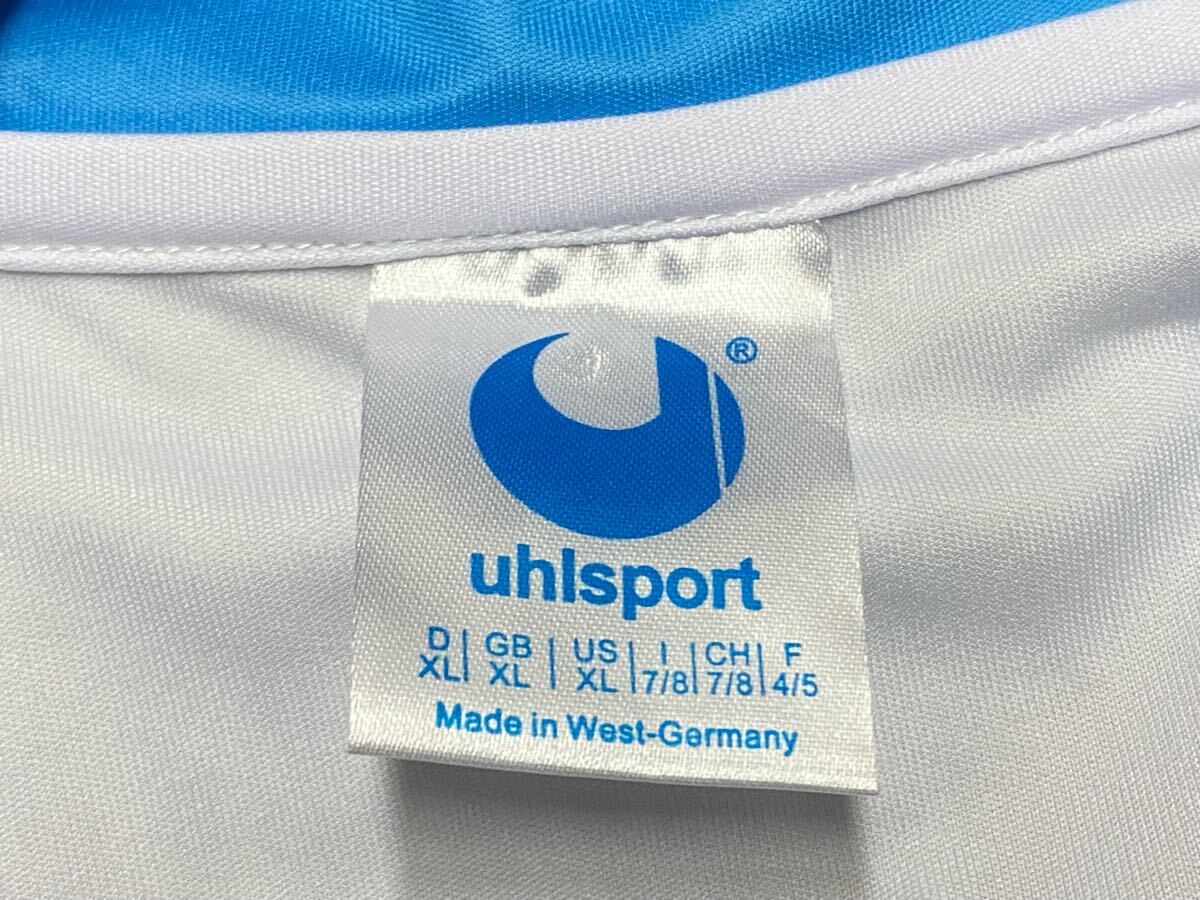 ®
uhlsport
D | GB | US | I | CH | F
XL | XL | XL | 7/8 | 7/8 | 4/5
Made in West-Germany